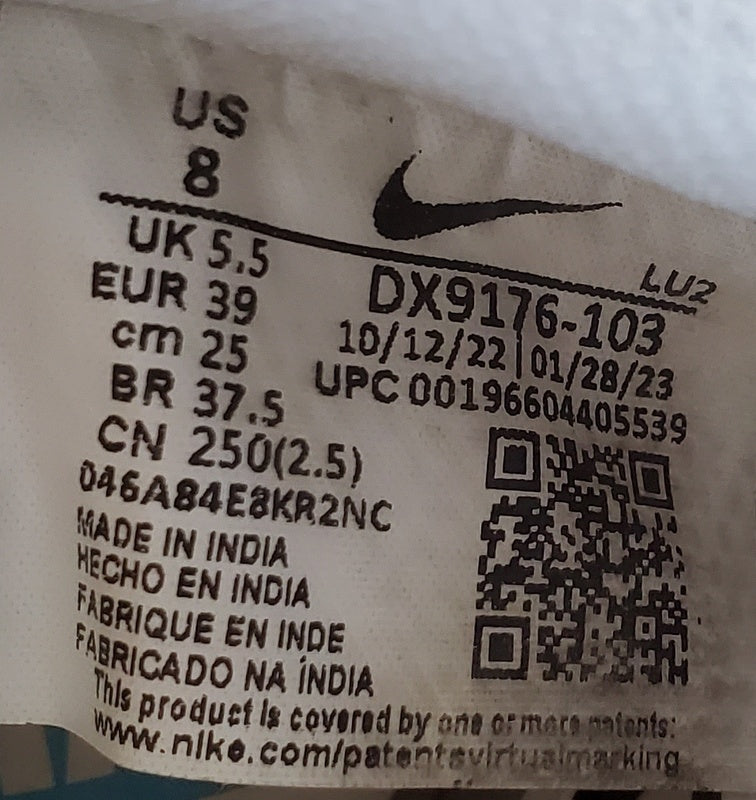 US
8
UK 5.5
EUR 39
cm 25
BR 37.5
CN 250(2.5)
046A84E8KR2NC
MADE IN INDIA
HECHO EN INDIA
FABRIQUE EN INDE
FABRICADO NA ÍNDIA
This product is covered by one or more patents:
www.nike.com/patentsvirtualmarking
LU2
DX9176-103
10/12/22|01/28/23
UPC 00196604405539